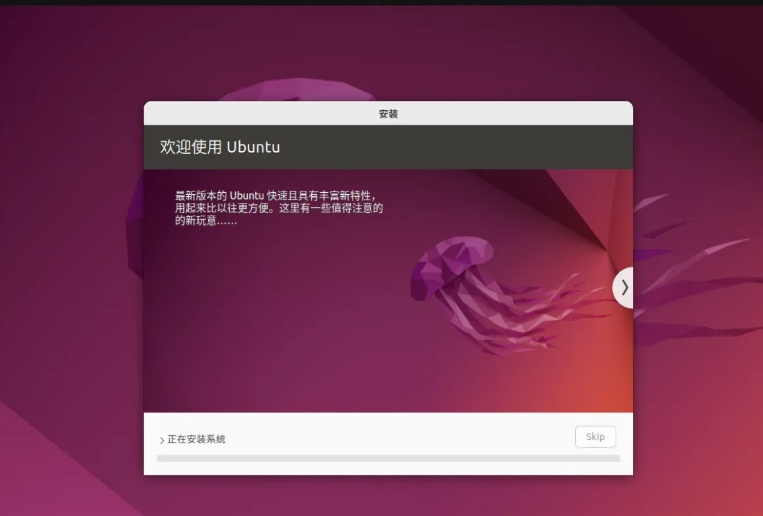 安装
欢迎使用 Ubuntu
最新版本的 Ubuntu 快速且具有丰富新特性，
用起来比以往更方便。这里有一些值得注意的
的新玩意……
正在安装系统
Skip